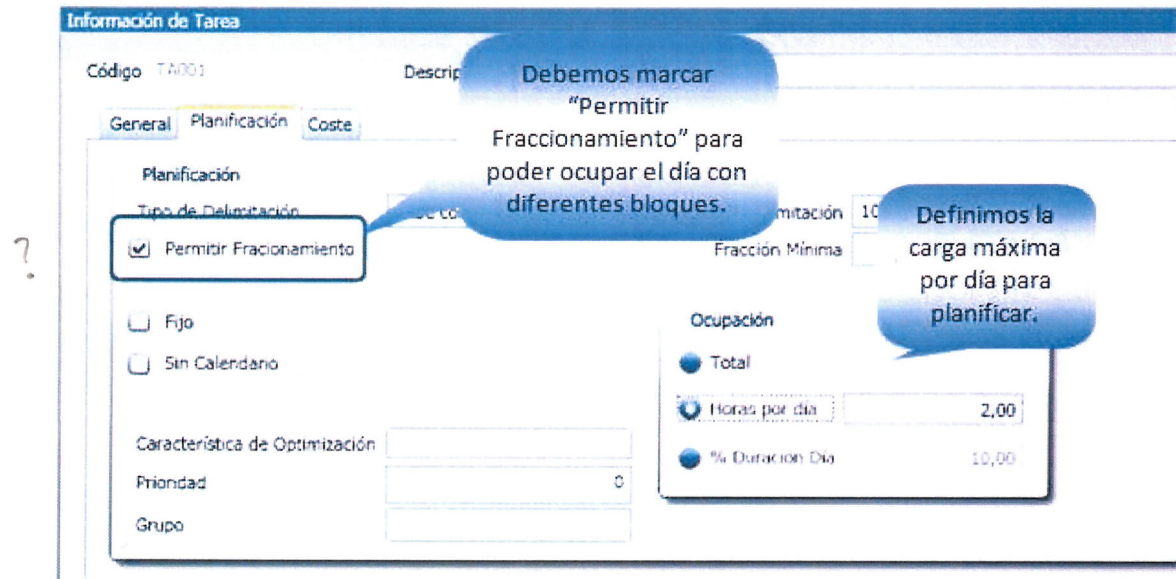 Información de Tarea
Código TA001 Descrip
Debemos marcar
“Permitir
Fraccionamiento” para
poder ocupar el día con
diferentes bloques.
General Planificación Coste
Planificación
Tipo de Delimitación
mitación 10
Definimos la
carga máxima
por día para
planificar.
? Permitir Fracionamiento
Fracción Mínima
Fijo
Sin Calendario
Ocupación
Total
Horas por día 2,00
% Duracion Dia 10,00
Característica de Optimización
Prioridad 0
Grupo